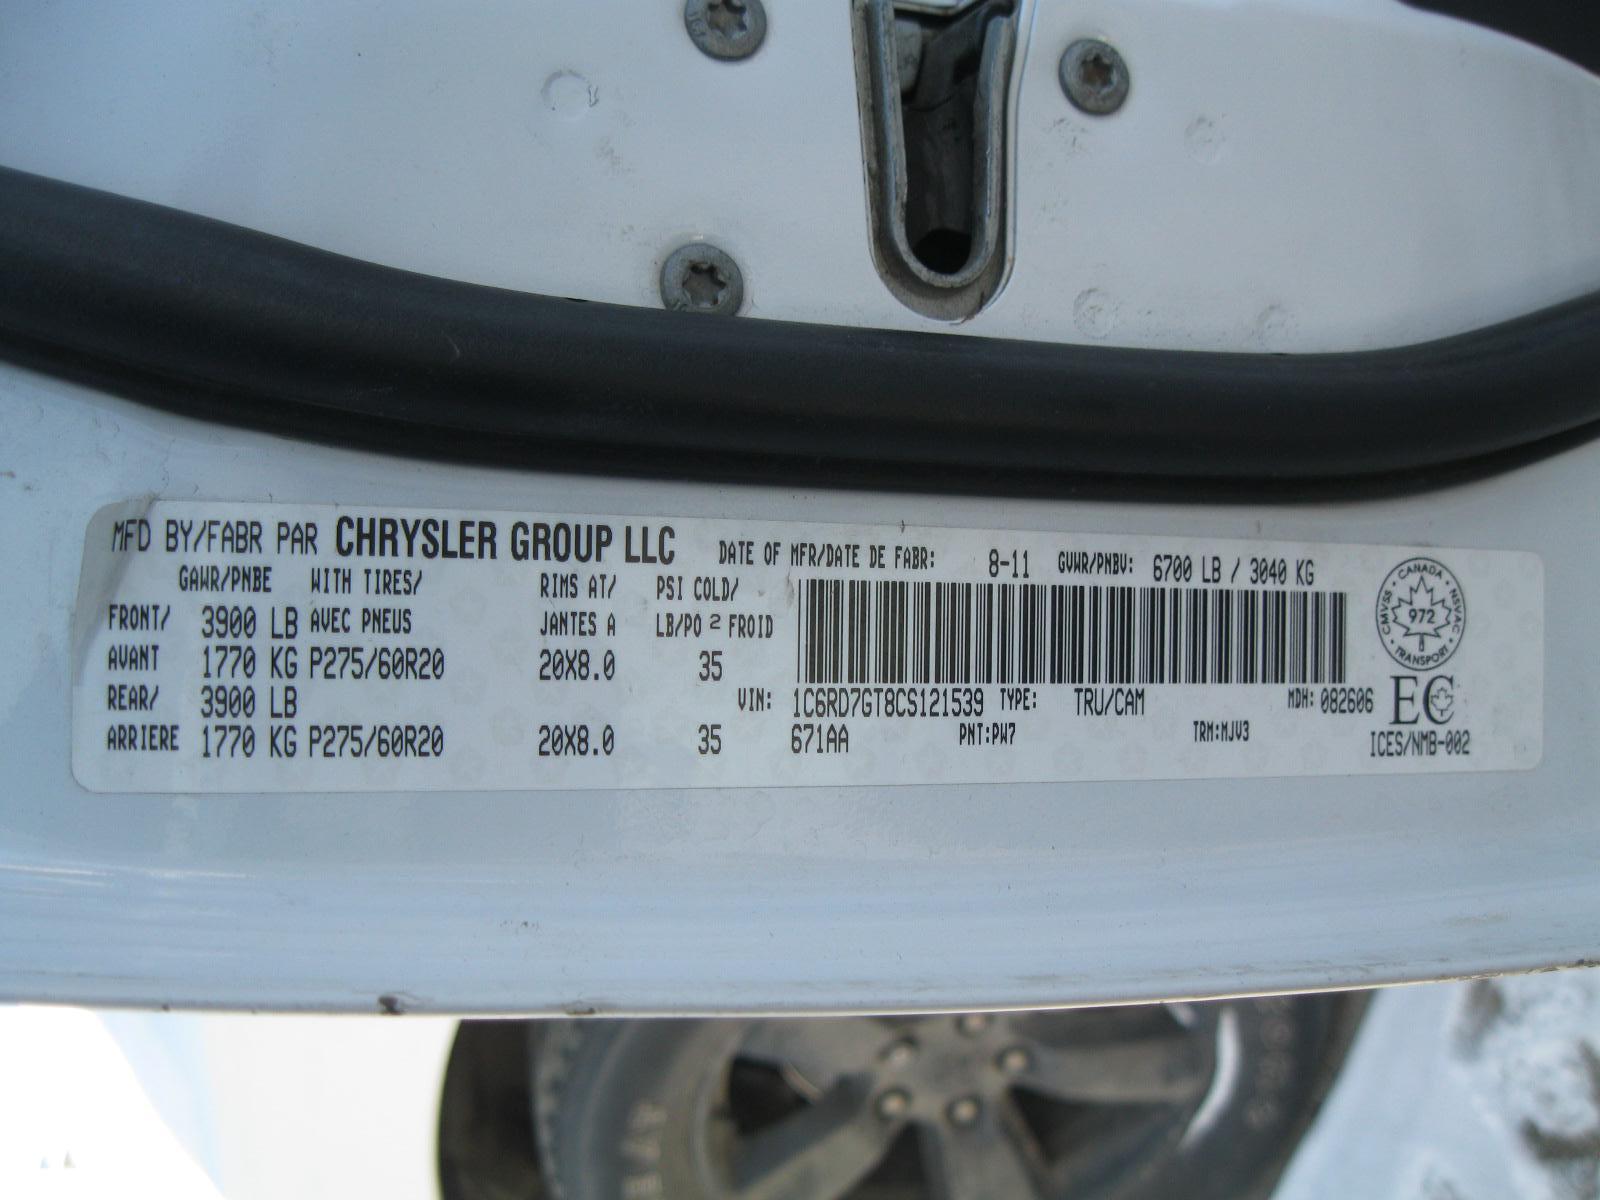 MFD BY/FABR PAR CHRYSLER GROUP LLC DATE OF MFR/DATE DE FABR: 8-11 GVWR/PNBV: 6700 LB / 3040 KG
GAWR/PNBE WITH TIRES/ RIMS AT/ PSI COLD/
FRONT/ 3900 LB AVEC PNEUS JANTES A LB/PO 2 FROID
AVANT 1770 KG P275/60R20 20X8.0 35
REAR/ 3900 LB VIN: 1C6RD7GT8CS121539 TYPE: TRU/CAM MDH: 082606
ARRIERE 1770 KG P275/60R20 20X8.0 35 671AA PNT:PW7 TRM:MJV3 ICES/NMB-002
CANADA
CMVSS 972 NSVAC
TRANSPORT
EC